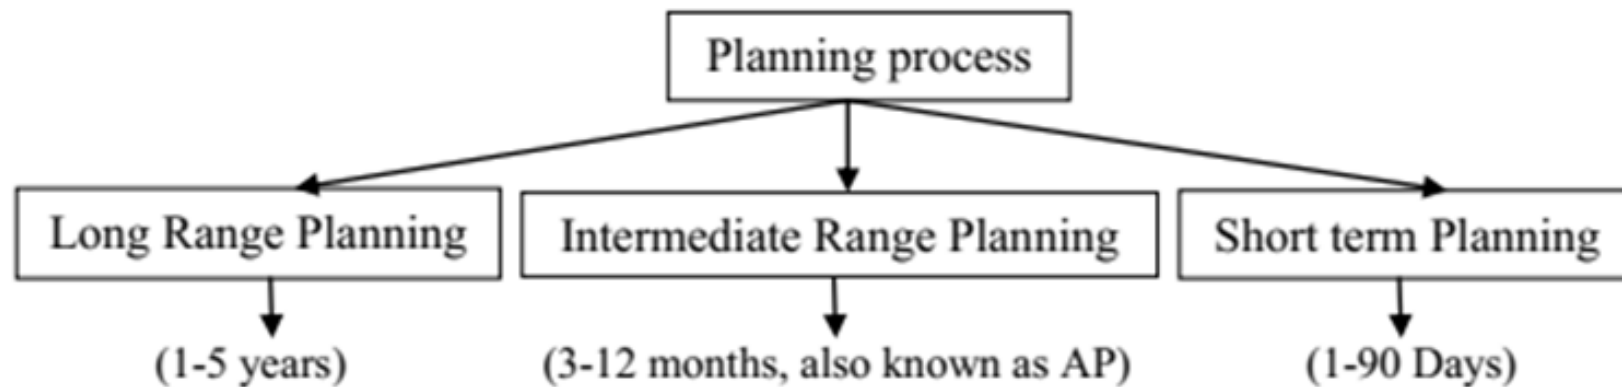 Planning process
Long Range Planning
Intermediate Range Planning
Short term Planning
(1-5 years)
(3-12 months, also known as AP)
(1-90 Days)